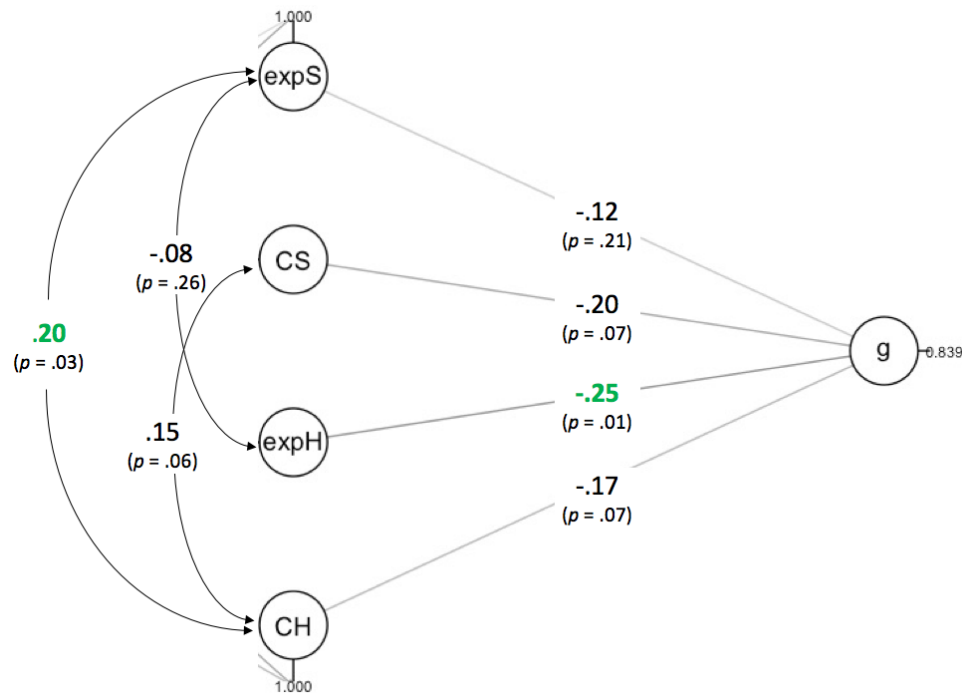 1.000
expS
-.12
(p = .21)
-.08
(p = .26)
CS
-.20
(p = .07)
.20
(p = .03)
g
0.839
-.25
(p = .01)
.15
(p = .06)
expH
-.17
(p = .07)
CH
1.000